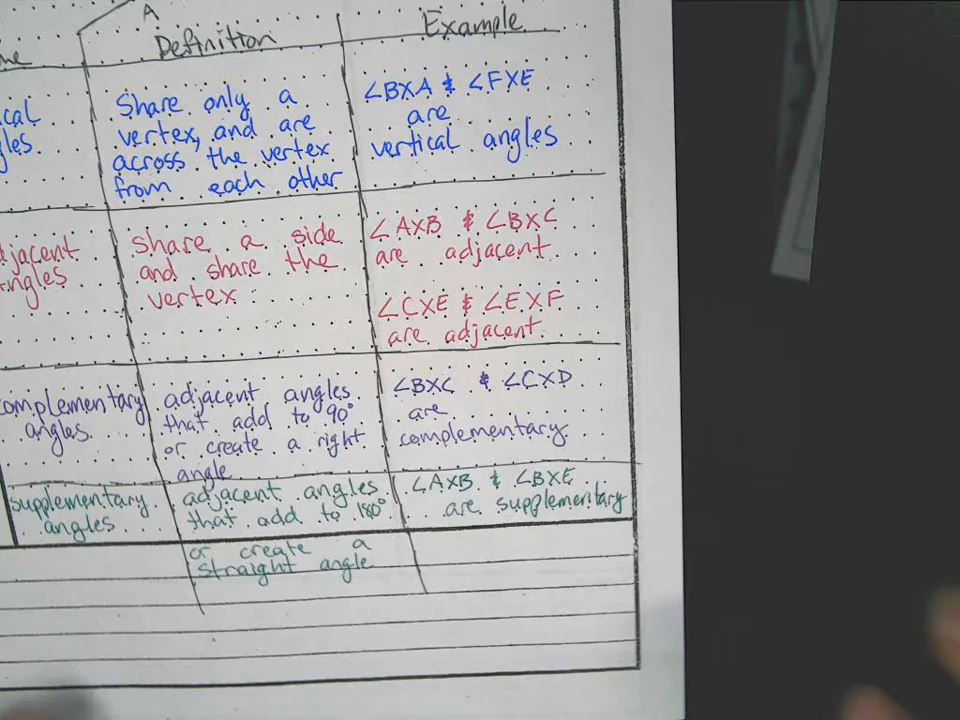 A
Definition
Example
Share only a
vertex, and are
across the vertex
from each other
∠BXA & ∠FXE
are
vertical angles
share a side
and share the
vertex.
∠AXB & ∠BXC
are adjacent
∠CXE & ∠EXF
are adjacent
complementary
angles
adjacent angles
that add to 90°
or create a right
angle
∠BXC & ∠CXD
are
complementary
supplementary
angles
adjacent angles
that add to 180°
or create a
straight angle
∠AXB & ∠BXE
are supplementary